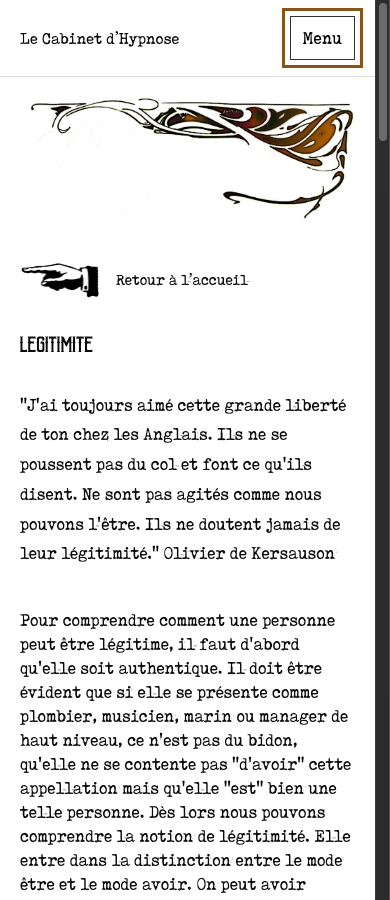 Le Cabinet d'Hypnose
Menu
Retour à l'accueil
LEGITIMITE
"J'ai toujours aimé cette grande liberté
de ton chez les Anglais. Ils ne se
poussent pas du col et font ce qu'ils
disent. Ne sont pas agités comme nous
pouvons l'être. Ils ne doutent jamais de
leur légitimité." Olivier de Kersauson
Pour comprendre comment une personne
peut être légitime, il faut d'abord
qu'elle soit authentique. Il doit être
évident que si elle se présente comme
plombier, musicien, marin ou manager de
haut niveau, ce n'est pas du bidon,
qu'elle ne se contente pas "d'avoir" cette
appellation mais qu'elle "est" bien une
telle personne. Dès lors nous pouvons
comprendre la notion de légitimité. Elle
entre dans la distinction entre le mode
être et le mode avoir. On peut avoir